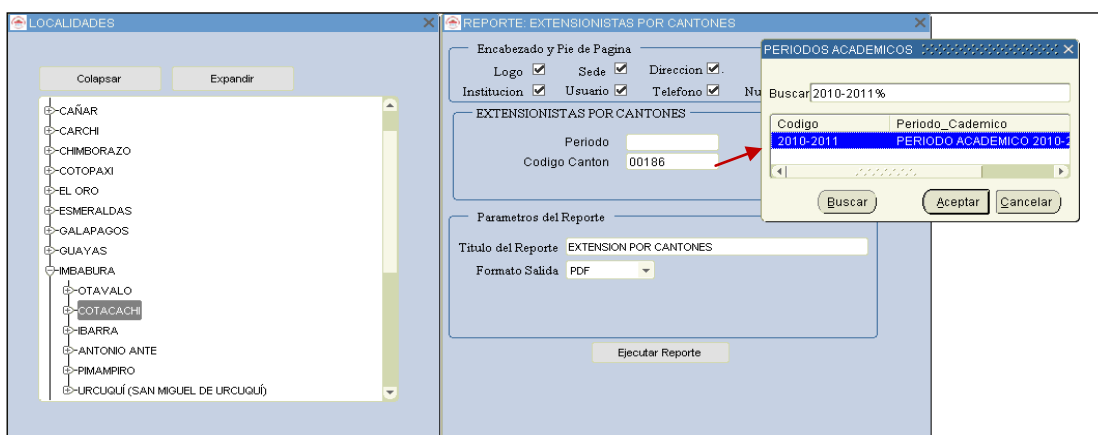 LOCALIDADES
Colapsar Expandir
CAÑAR
CARCHI
CHIMBORAZO
COTOPAXI
EL ORO
ESMERALDAS
GALAPAGOS
GUAYAS
IMBABURA
OTAVALO
COTACACHI
IBARRA
ANTONIO ANTE
PIMAMPIRO
URCUQUÍ (SAN MIGUEL DE URCUQUÍ)
REPORTE: EXTENSIONISTAS POR CANTONES
Encabezado y Pie de Pagina
Logo Sede Direccion .
Institucion Usuario Telefono Nu
EXTENSIONISTAS POR CANTONES
Periodo
Codigo Canton 00186
Parametros del Reporte
Titulo del Reporte EXTENSION POR CANTONES
Formato Salida PDF
Ejecutar Reporte
PERIODOS ACADEMICOS
Buscar 2010-2011%
Codigo Periodo_Cademico
2010-2011 PERIODO ACADEMICO 2010-2
Buscar Aceptar Cancelar